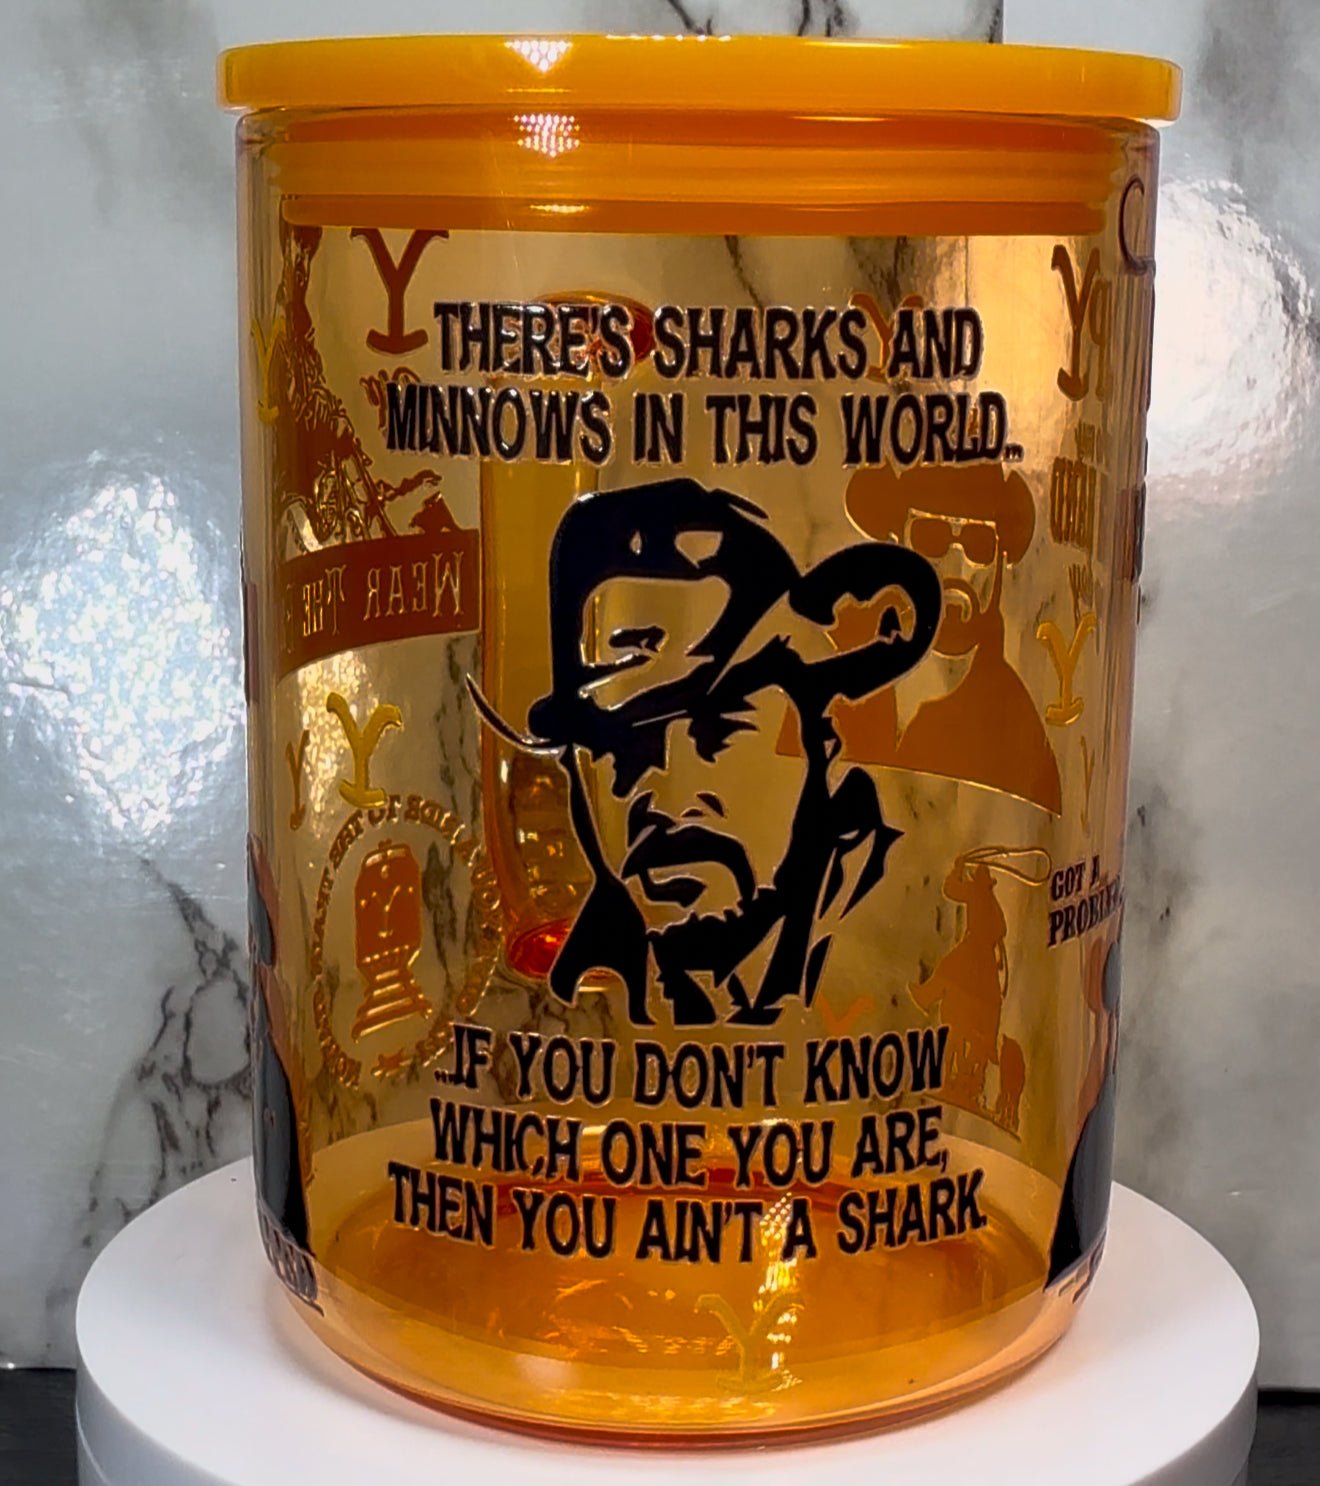 THERE'S SHARKS AND
MINNOWS IN THIS WORLD...
...IF YOU DON'T KNOW
WHICH ONE YOU ARE,
THEN YOU AIN'T A SHARK.
GOT A
WEAR THE
Y
Y
Y
Y
Y